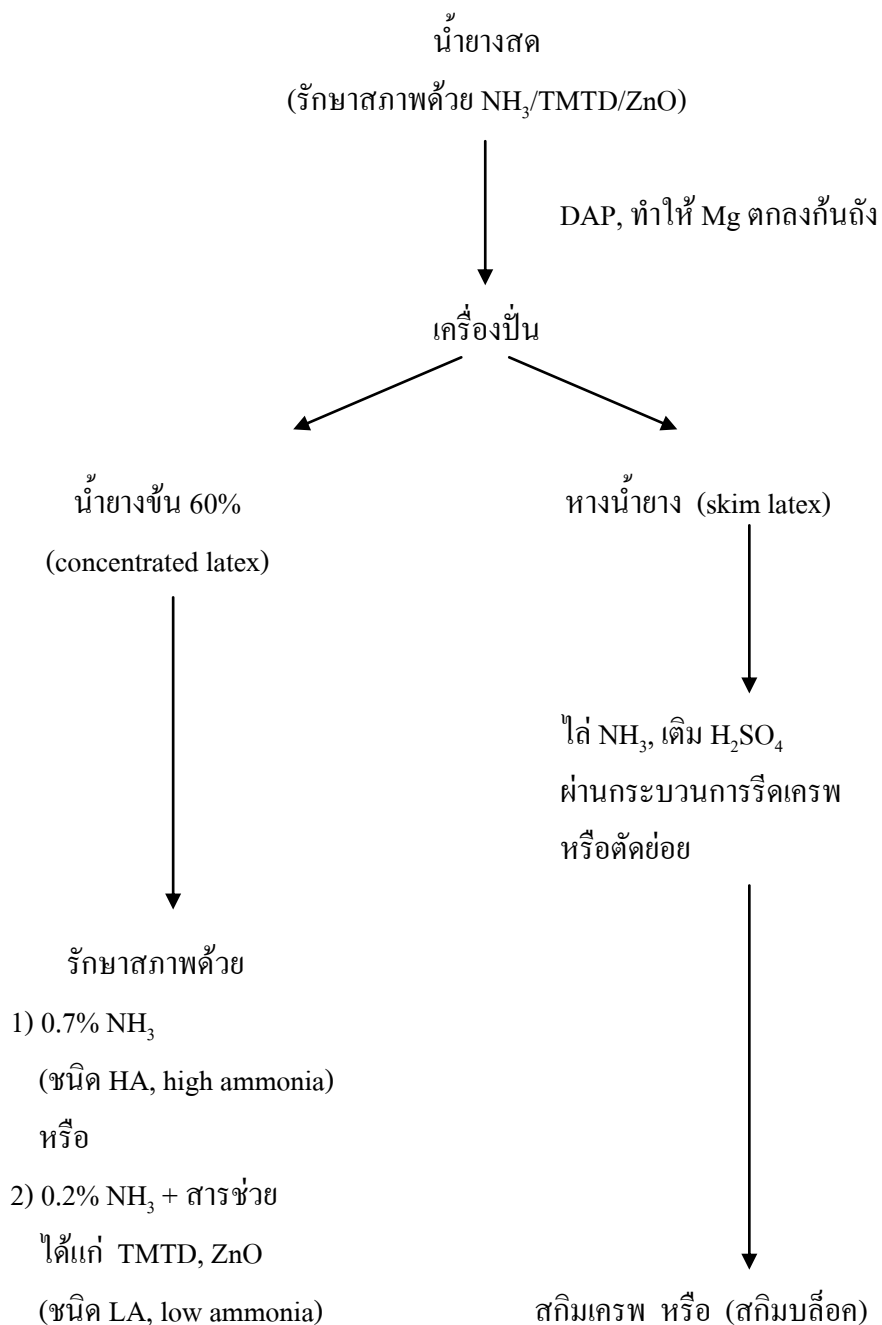 น้ำยางสด
(รักษาสภาพด้วย NH₃/TMTD/ZnO)
DAP, ทำให้ Mg ตกลงก้นถัง
เครื่องปั่น
น้ำยางข้น 60%
(concentrated latex)
หางน้ำยาง (skim latex)
ไล่ NH₃, เติม H₂SO₄
ผ่านกระบวนการรีดเครพ
หรือตัดย่อย
รักษาสภาพด้วย
1) 0.7% NH₃
(ชนิด HA, high ammonia)
หรือ
2) 0.2% NH₃ + สารช่วย
ได้แก่ TMTD, ZnO
(ชนิด LA, low ammonia)
สกิมเครพ หรือ (สกิมบล็อค)